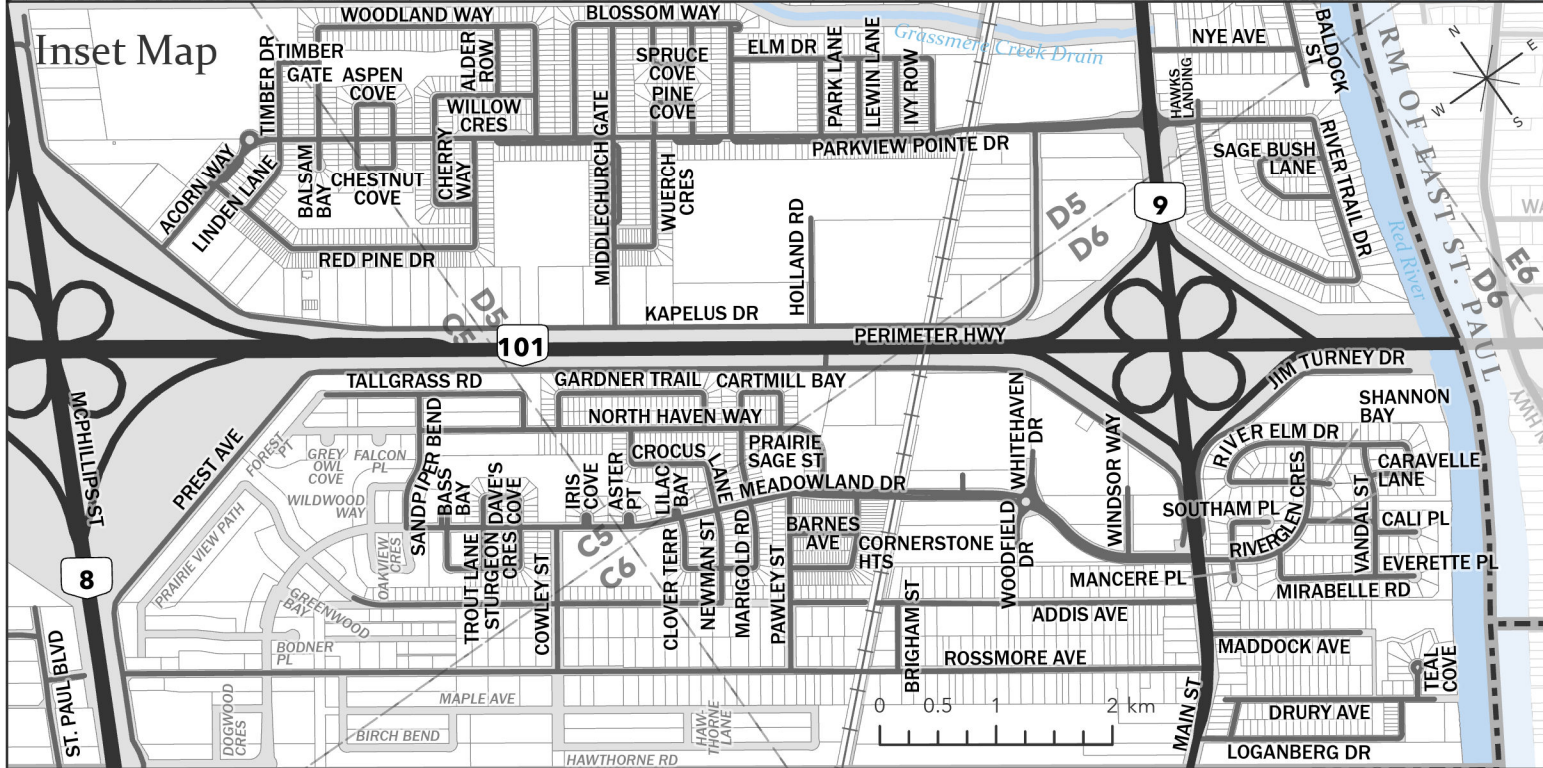 Inset Map
WOODLAND WAY
BLOSSOM WAY
TIMBER DR
TIMBER
GATE
ASPEN
COVE
ALDER
ROW
SPRUCE
COVE
PINE
COVE
ELM DR
PARK LANE
LEWIN LANE
IVY ROW
Grassmere Creek Drain
NYE AVE
BALDOCK
ST
HAWKS
LANDING
RM OF EAST ST. PAUL
N
E
W
S
WILLOW
CRES
ACORN WAY
LINDEN LANE
BALSAM
BAY
CHESTNUT
COVE
CHERRY
WAY
MIDDLECHURCH GATE
WUERCH
CRES
PARKVIEW POINTE DR
SAGE BUSH
LANE
RIVER TRAIL DR
9
D5
D6
WA
E6
D6
Red River
RED PINE DR
HOLLAND RD
D5
C5
KAPELUS DR
101
PERIMETER HWY
HWY N
TALLGRASS RD
GARDNER TRAIL
CARTMILL BAY
JIM TURNEY DR
MCPHILLIPS ST
PREST AVE
SANDPIPER BEND
NORTH HAVEN WAY
WHITEHAVEN
DR
WINDSOR WAY
SHANNON
BAY
RIVER ELM DR
FOREST
PT
GREY
OWL
COVE
FALCON
PL
BASS
BAY
DAVE'S
COVE
IRIS
COVE
ASTER
PT
CROCUS
LANE
LILAC
BAY
PRAIRIE
SAGE ST
MEADOWLAND DR
CARAVELLE
LANE
WILDWOOD
WAY
PRAIRIE VIEW PATH
OAKVIEW
CRES
TROUT LANE
STURGEON
CRES
COWLEY ST
C5
C6
CLOVER TERR
NEWMAN ST
MARIGOLD RD
PAWLEY ST
BARNES
AVE
CORNERSTONE
HTS
WOODFIELD
DR
SOUTHAM PL
RIVERGLEN CRES
VANDAL ST
CALI PL
EVERETTE PL
8
MANCERE PL
MIRABELLE RD
GREENWOOD
BAY
BODNER
PL
BRIGHAM ST
ADDIS AVE
ROSSMORE AVE
MADDOCK AVE
TEAL
COVE
ST. PAUL BLVD
DOGWOOD
CRES
MAPLE AVE
BIRCH BEND
HAW-
THORNE
LANE
HAWTHORNE RD
0 0.5 1 2 km
MAIN ST
DRURY AVE
LOGANBERG DR